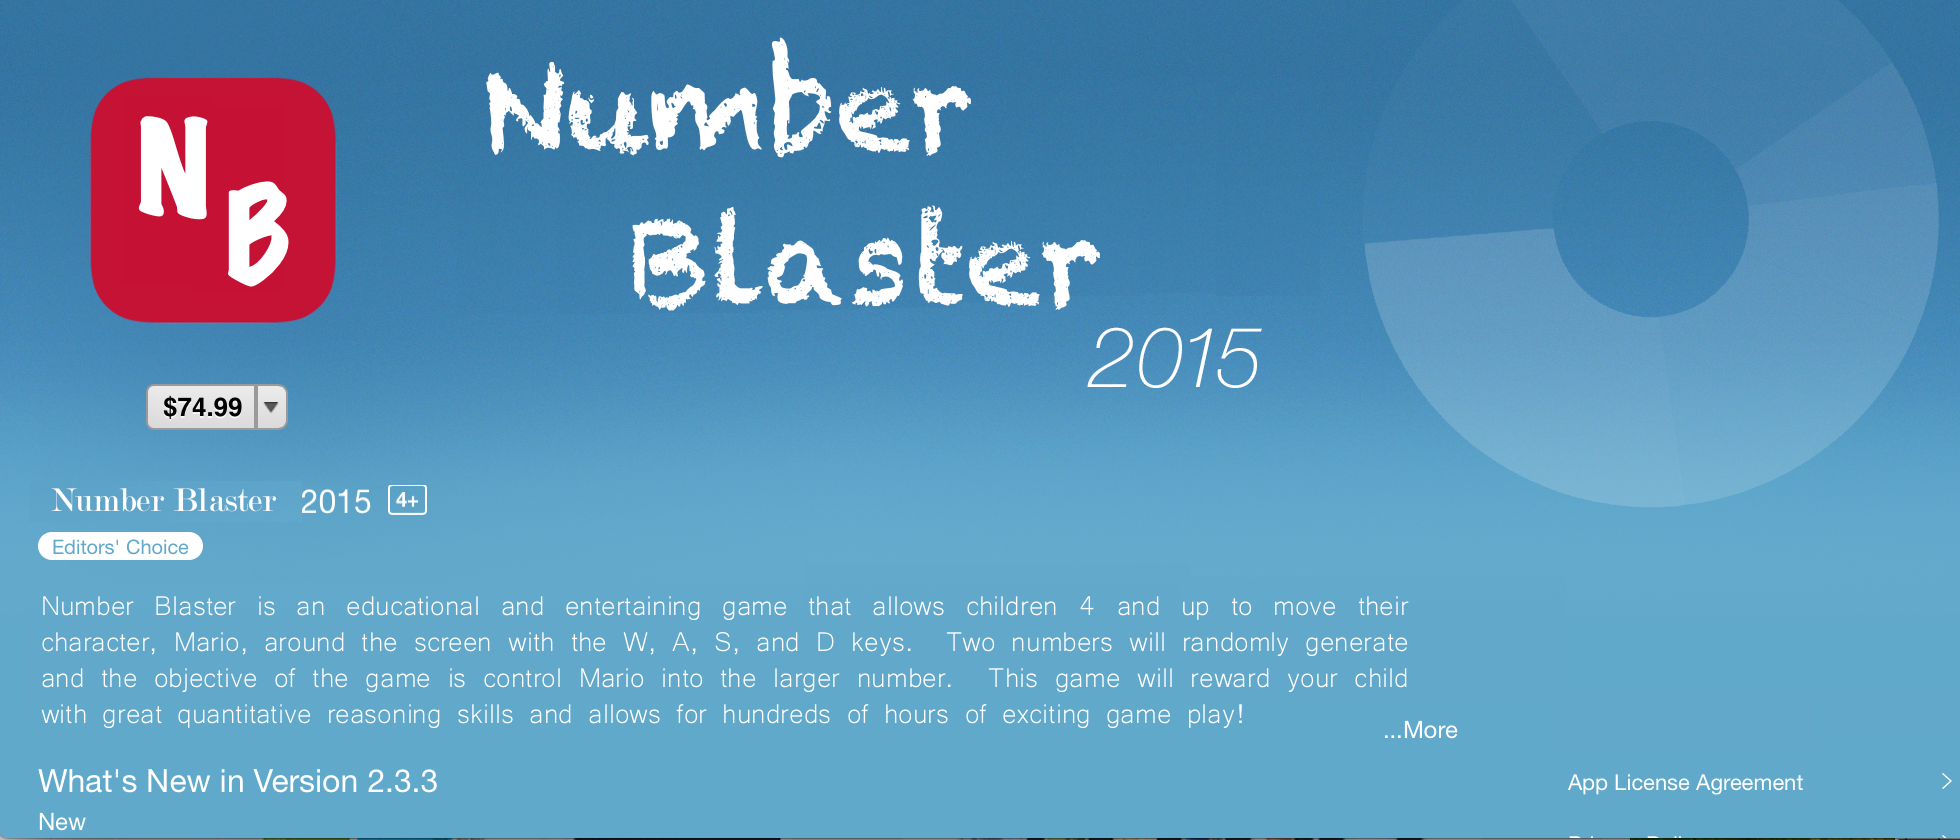 N
B
Number
Blaster
2015
$74.99
Number Blaster 2015 4+
Editors' Choice
Number Blaster is an educational and entertaining game that allows children 4 and up to move their
character, Mario, around the screen with the W, A, S, and D keys. Two numbers will randomly generate
and the objective of the game is control Mario into the larger number. This game will reward your child
with great quantitative reasoning skills and allows for hundreds of hours of exciting game play!
...More
What's New in Version 2.3.3
New
App License Agreement